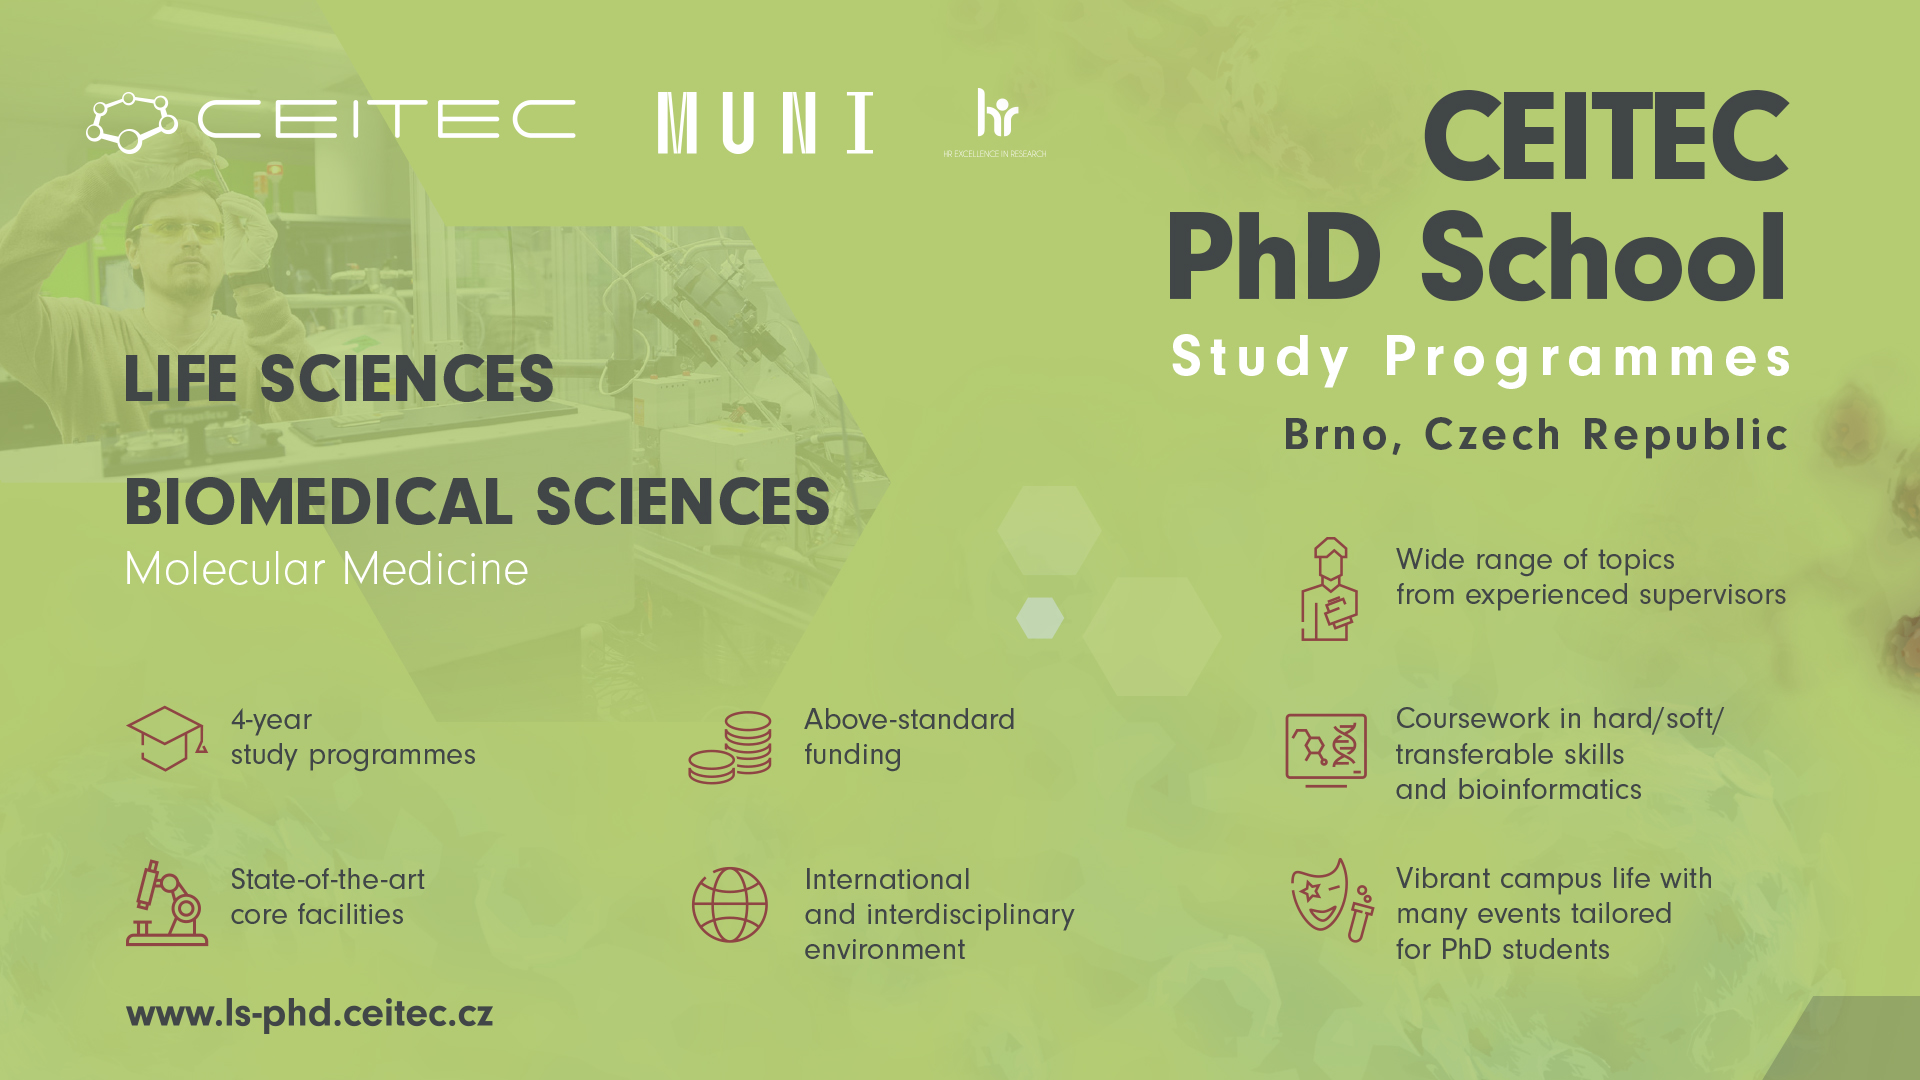 CEITEC
MUNI
HR EXCELLENCE IN RESEARCH
CEITEC
PhD School
Study Programmes
Brno, Czech Republic
LIFE SCIENCES
BIOMEDICAL SCIENCES
Molecular Medicine
Wide range of topics
from experienced supervisors
4-year
study programmes
Above-standard
funding
Coursework in hard/soft/
transferable skills
and bioinformatics
State-of-the-art
core facilities
International
and interdisciplinary
environment
Vibrant campus life with
many events tailored
for PhD students
www.ls-phd.ceitec.cz